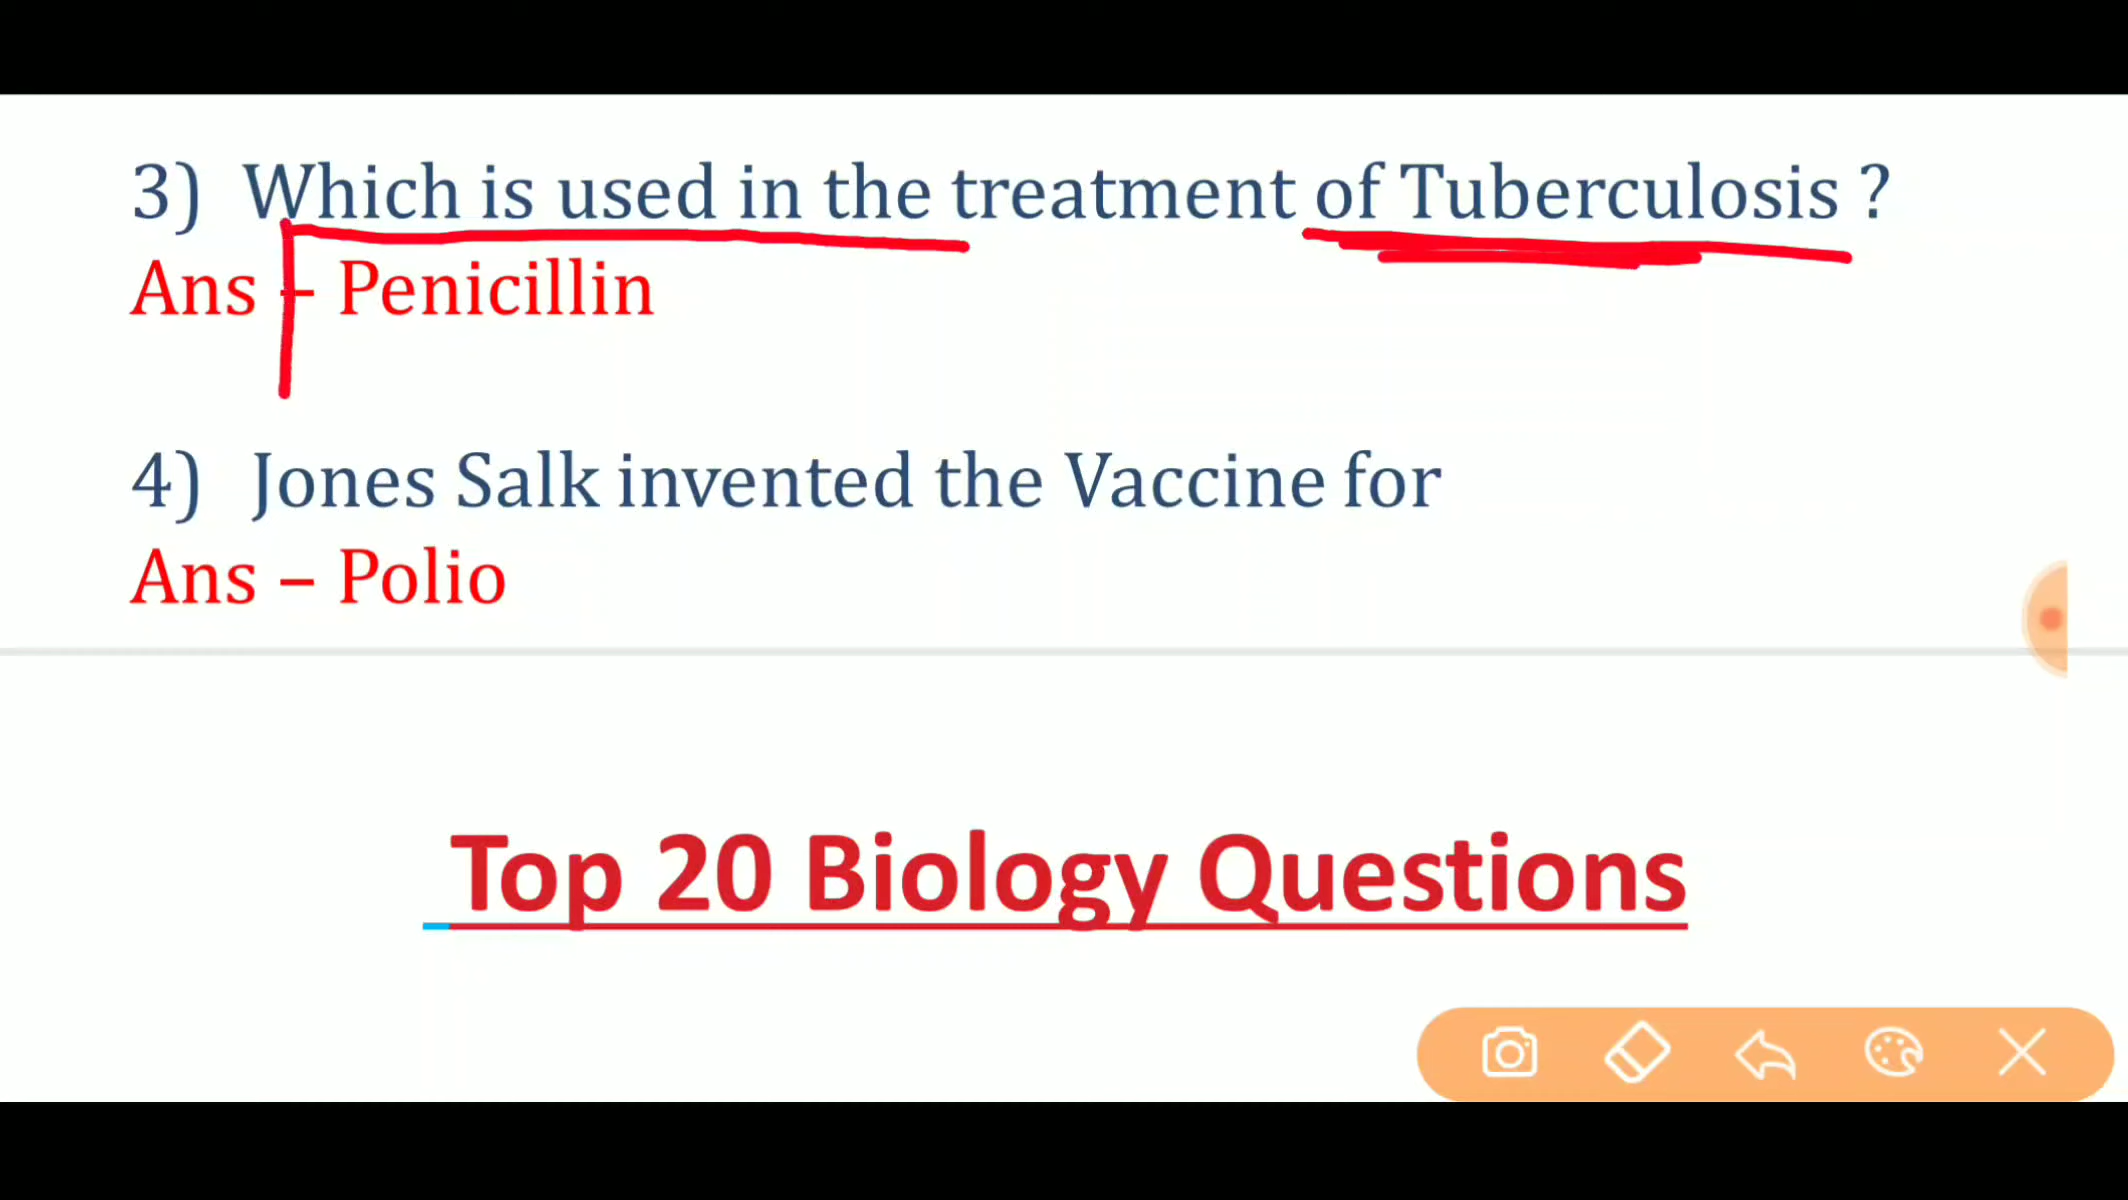 3) Which is used in the treatment of Tuberculosis ?
Ans – Penicillin
4) Jones Salk invented the Vaccine for
Ans – Polio
Top 20 Biology Questions